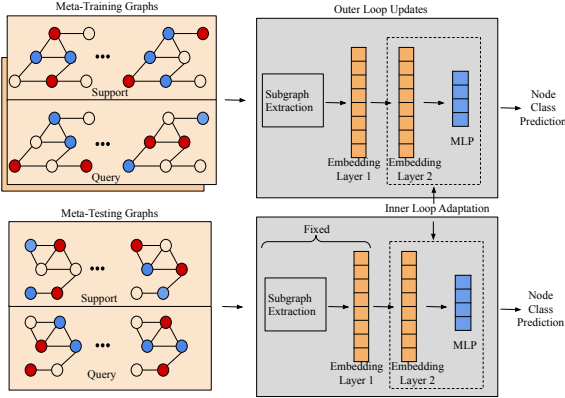 Meta-Training Graphs
Support
Query
Outer Loop Updates
Subgraph
Extraction
Embedding
Layer 1
Embedding
Layer 2
MLP
Node
Class
Prediction
Inner Loop Adaptation
Meta-Testing Graphs
Support
Query
Fixed
Subgraph
Extraction
Embedding
Layer 1
Embedding
Layer 2
MLP
Node
Class
Prediction